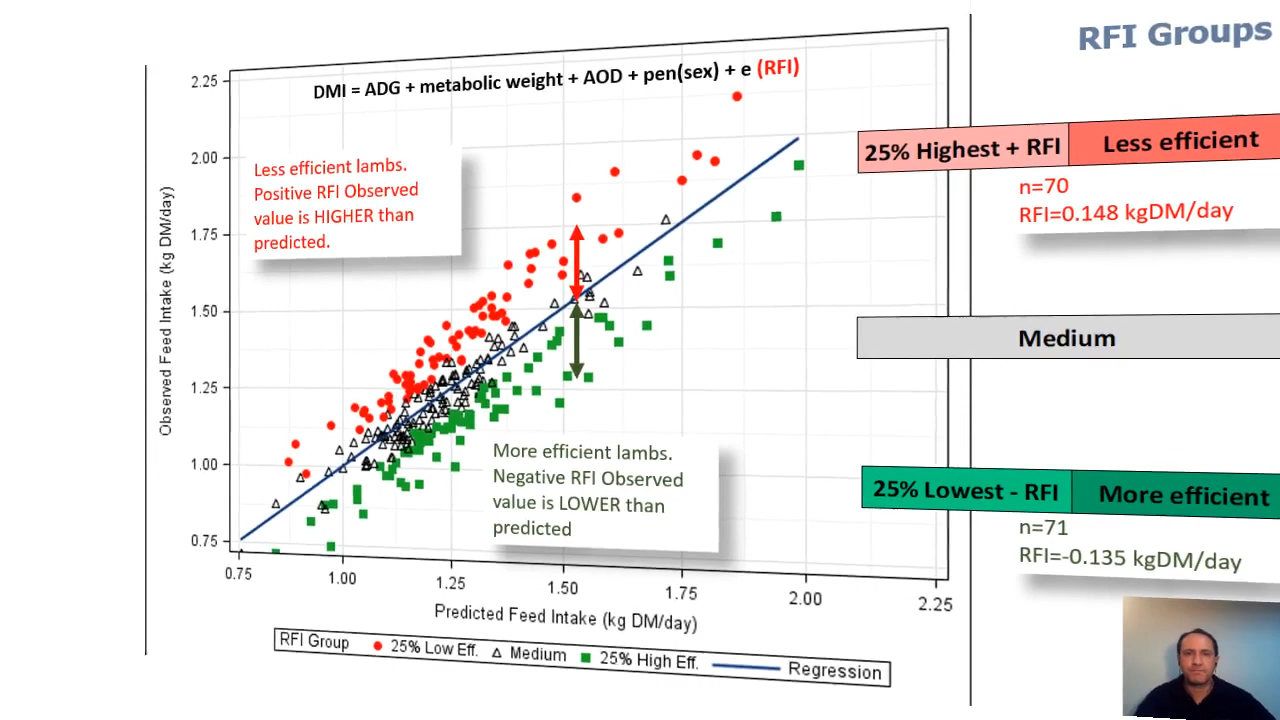 RFI Groups
DMI = ADG + metabolic weight + AOD + pen(sex) + e (RFI)
Less efficient lambs.
Positive RFI Observed
value is HIGHER than
predicted.
More efficient lambs.
Negative RFI Observed
value is LOWER than
predicted
Observed Feed Intake (kg DM/day)
2.25
2.00
1.75
1.50
1.25
1.00
0.75
0.75
1.00
1.25
1.50
1.75
2.00
2.25
Predicted Feed Intake (kg DM/day)
RFI Group 25% Low Eff. Medium 25% High Eff. Regression
25% Highest + RFI Less efficient
n=70
RFI=0.148 kgDM/day
Medium
25% Lowest - RFI More efficient
n=71
RFI=-0.135 kgDM/day